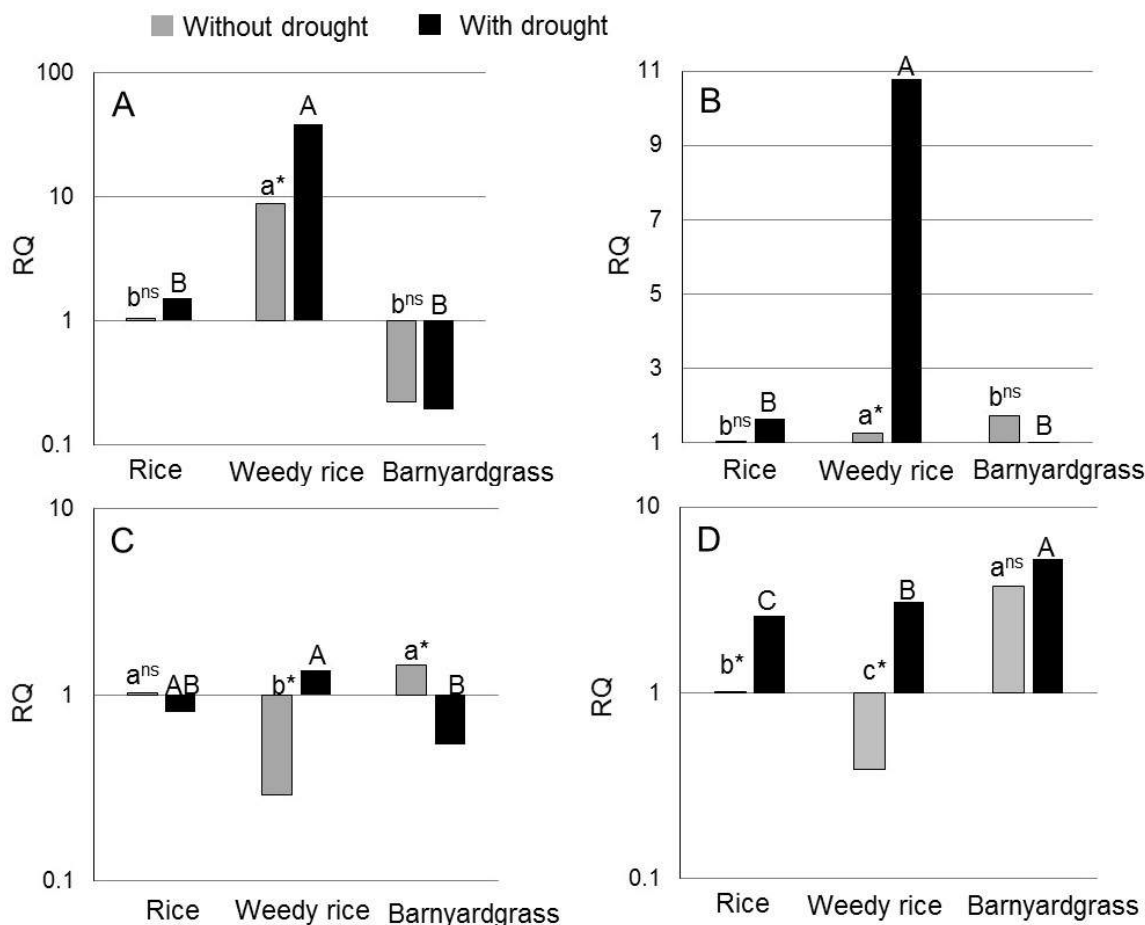 Without drought With drought
A
100
10
1
0.1
RQ
bⁿˢ B
a* A
bⁿˢ B
Rice Weedy rice Barnyardgrass
B
11
9
7
5
3
1
RQ
bⁿˢ B
a* A
bⁿˢ B
Rice Weedy rice Barnyardgrass
C
10
1
0.1
RQ
aⁿˢ AB
b* A
a* B
Rice Weedy rice Barnyardgrass
D
10
1
0.1
RQ
b* C
c* B
aⁿˢ A
Rice Weedy rice Barnyardgrass